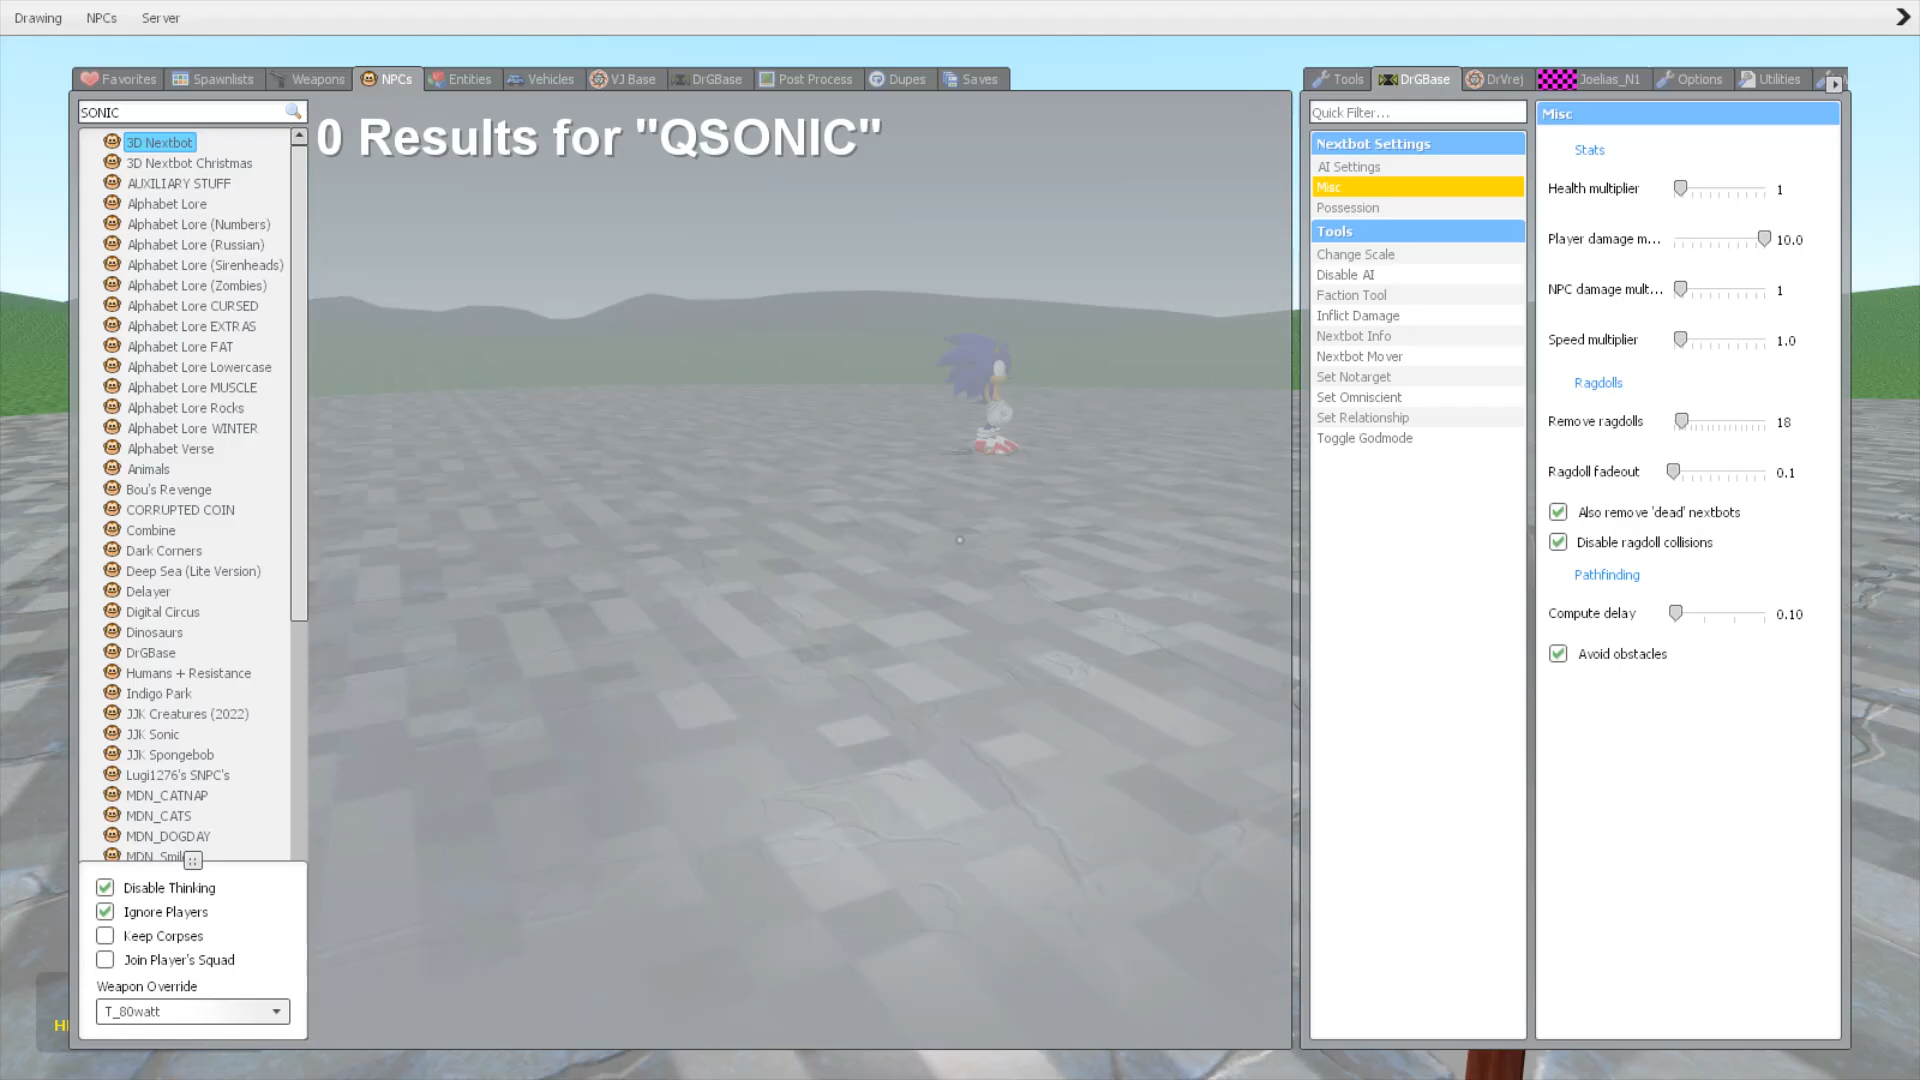 Drawing NPCs Server
Favorites Spawnlists Weapons NPCs Entities Vehicles VJ Base DrGBase Post Process Dupes Saves
Tools DrGBase DrVrej Joelias_N1 Options Utilities
SONIC
0 Results for "QSONIC"
3D Nextbot
3D Nextbot Christmas
AUXILIARY STUFF
Alphabet Lore
Alphabet Lore (Numbers)
Alphabet Lore (Russian)
Alphabet Lore (Sirenheads)
Alphabet Lore (Zombies)
Alphabet Lore CURSED
Alphabet Lore EXTRAS
Alphabet Lore FAT
Alphabet Lore Lowercase
Alphabet Lore MUSCLE
Alphabet Lore Rocks
Alphabet Lore WINTER
Alphabet Verse
Animals
Bou's Revenge
CORRUPTED COIN
Combine
Dark Corners
Deep Sea (Lite Version)
Delayer
Digital Circus
Dinosaurs
DrGBase
Humans + Resistance
Indigo Park
JJK Creatures (2022)
JJK Sonic
JJK Spongebob
Lugi1276's SNPC's
MDN_CATNAP
MDN_CATS
MDN_DOGDAY
Disable Thinking
Ignore Players
Keep Corpses
Join Player's Squad
Weapon Override
T_80watt
Quick Filter...
Nextbot Settings
AI Settings
Misc
Possession
Tools
Change Scale
Disable AI
Faction Tool
Inflict Damage
Nextbot Info
Nextbot Mover
Set Notarget
Set Omniscient
Set Relationship
Toggle Godmode
Misc
Stats
Health multiplier 1
Player damage m... 10.0
NPC damage mult... 1
Speed multiplier 1.0
Ragdolls
Remove ragdolls 18
Ragdoll fadeout 0.1
Also remove 'dead' nextbots
Disable ragdoll collisions
Pathfinding
Compute delay 0.10
Avoid obstacles